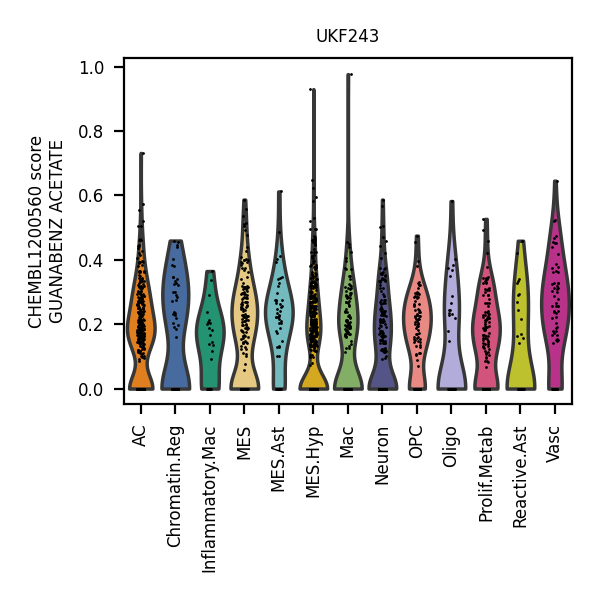 UKF243
CHEMBL1200560 score
GUANABENZ ACETATE
1.0
0.8
0.6
0.4
0.2
0.0
AC
Chromatin.Reg
Inflammatory.Mac
MES
MES.Ast
MES.Hyp
Mac
Neuron
OPC
Oligo
Prolif.Metab
Reactive.Ast
Vasc